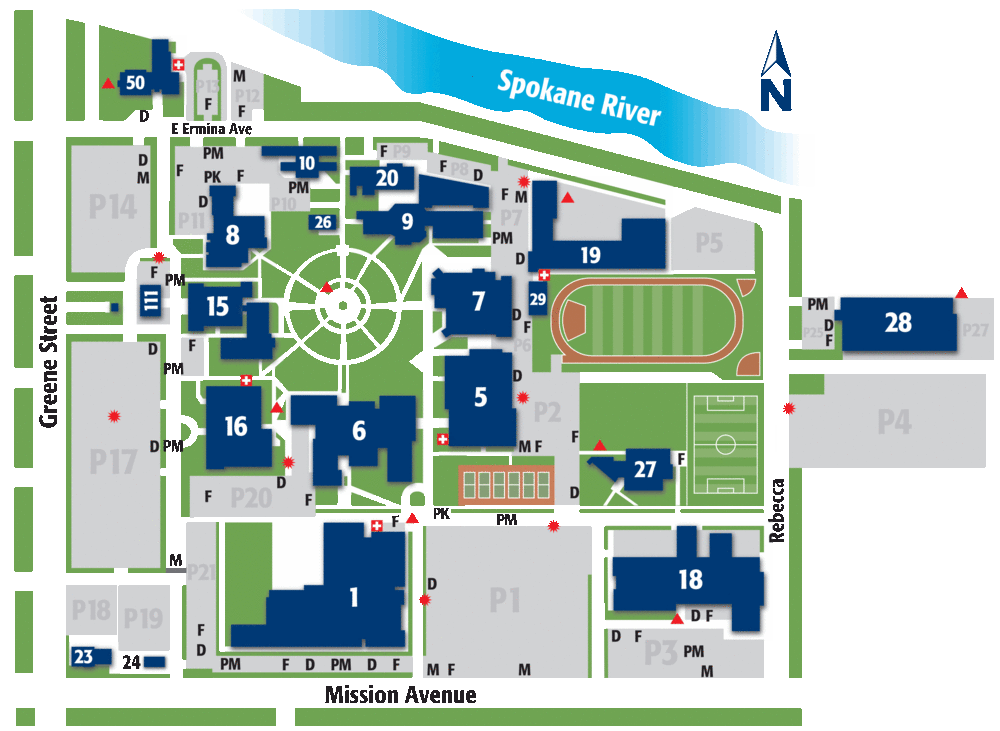 Spokane River
N
50
D
M
P13
F
P12
F
E Ermina Ave
P14
D
M
F
PM
PK
F
D
P11
8
10
PM
P10
26
F
P9
P8
D
20
9
F
M
P7
PM
D
19
P5
F
111
PM
15
F
PM
7
29
D
F
P6
PM
D
F
P25
28
P27
Greene Street
D
P17
D
PM
16
6
5
D
P2
M
F
F
D
27
F
P4
F
P20
D
F
F
PK
PM
Rebecca
M
P21
1
D
P1
18
D
F
P18
P19
F
D
D
F
P3
PM
M
23
24
PM
F
D
PM
D
F
M
F
M
Mission Avenue